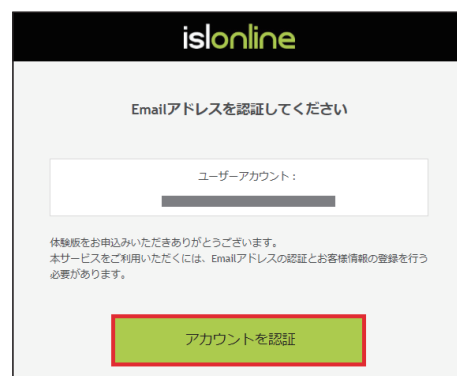 islonline
Emailアドレスを認証してください
ユーザーアカウント：
体験版をお申込みいただきありがとうございます。
本サービスをご利用いただくには、Emailアドレスの認証とお客様情報の登録を行う
必要があります。
アカウントを認証